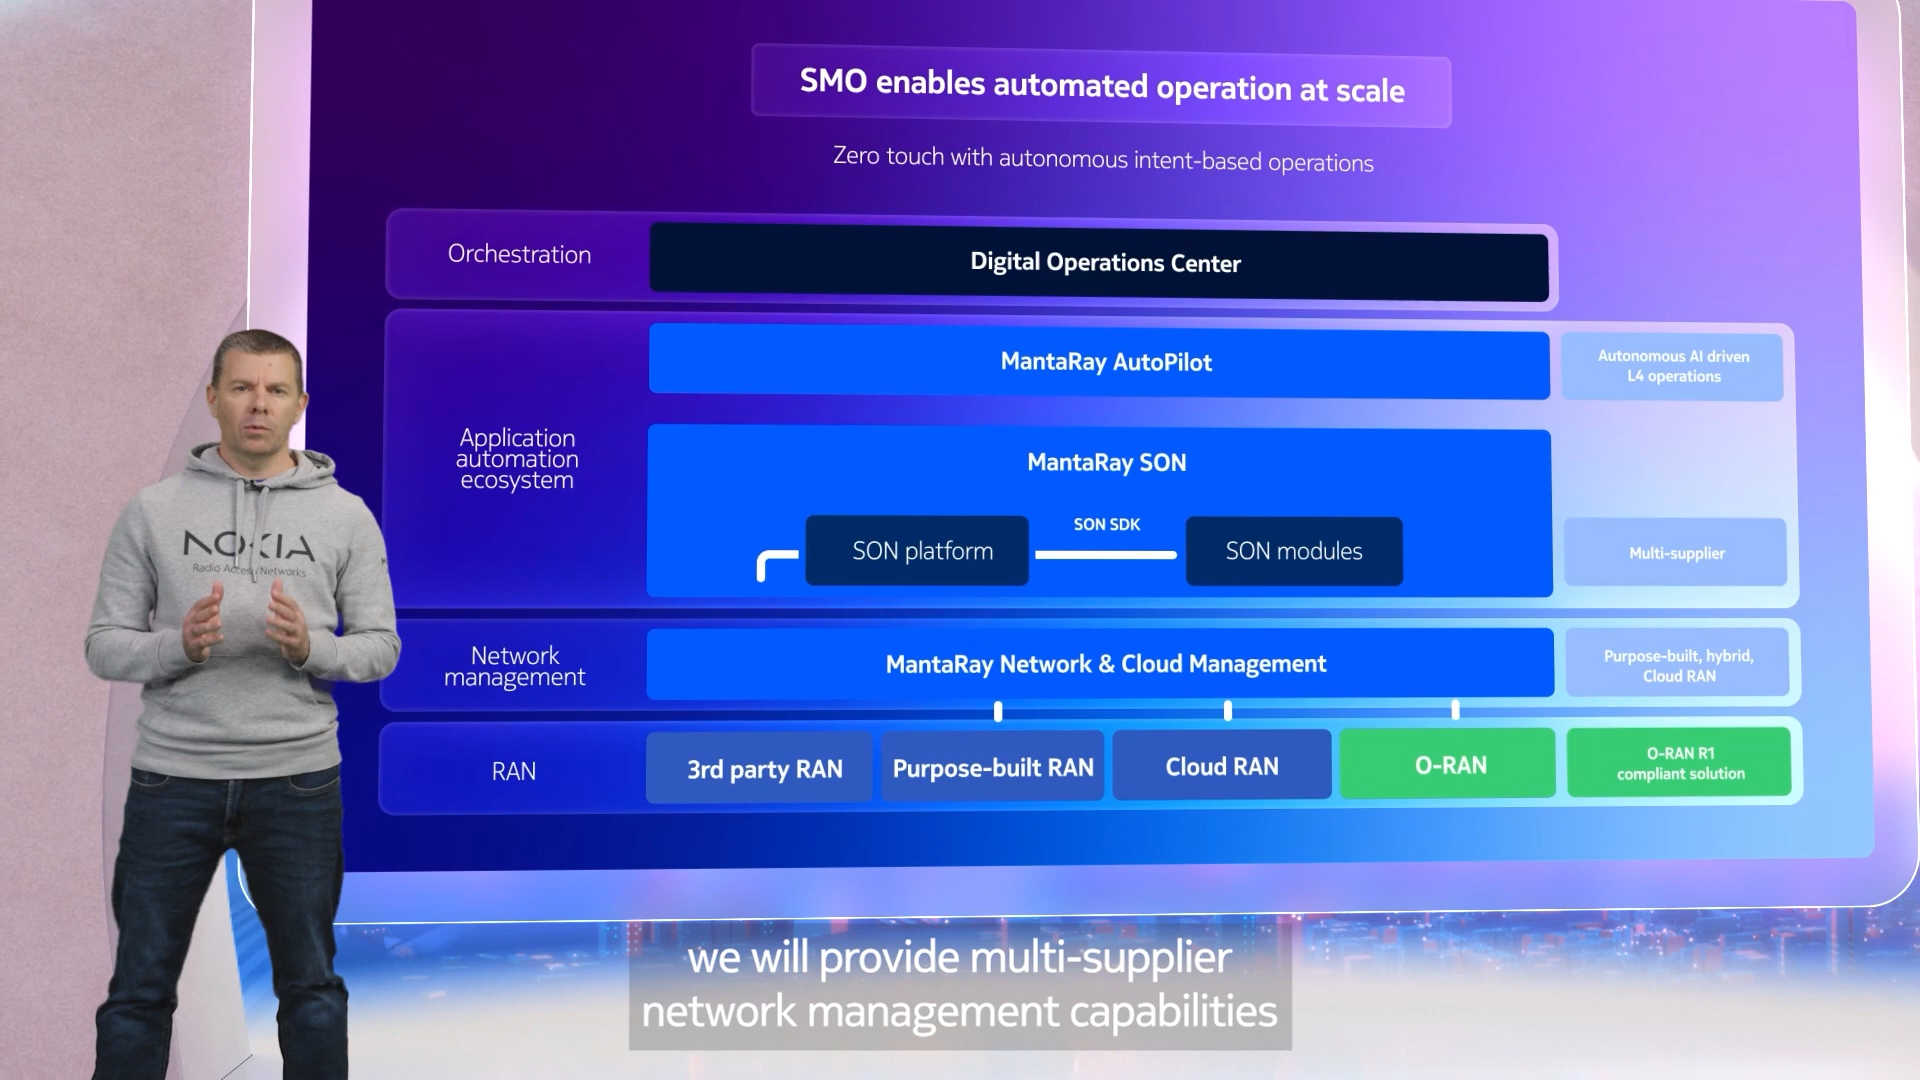 SMO enables automated operation at scale
Zero touch with autonomous intent-based operations
Orchestration
Digital Operations Center
Application
automation
ecosystem
MantaRay AutoPilot
Autonomous AI driven
L4 operations
MantaRay SON
SON platform
SON SDK
SON modules
Multi-supplier
Network
management
MantaRay Network & Cloud Management
Purpose-built, hybrid,
Cloud RAN
RAN
3rd party RAN
Purpose-built RAN
Cloud RAN
O-RAN
O-RAN R1
compliant solution
NOKIA
Radio Access Networks
we will provide multi-supplier
network management capabilities